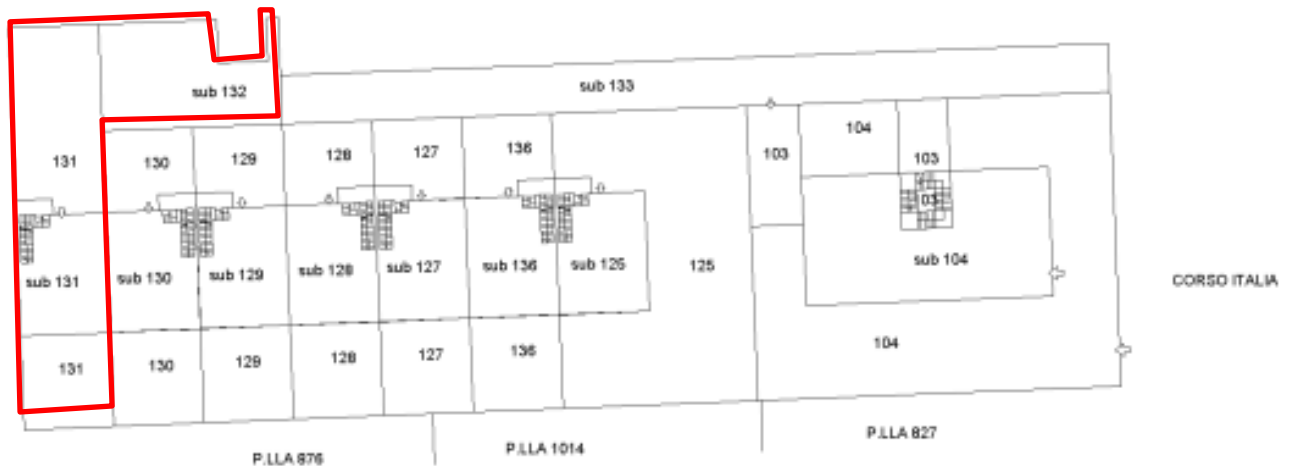 sub 132
sub 133
131
130
129
128
127
136
103
104
103
03
sub 131
sub 130
sub 129
sub 128
sub 127
sub 136
sub 125
125
sub 104
CORSO ITALIA
131
130
129
128
127
136
104
P.LLA 876
P.LLA 1014
P.LLA 827